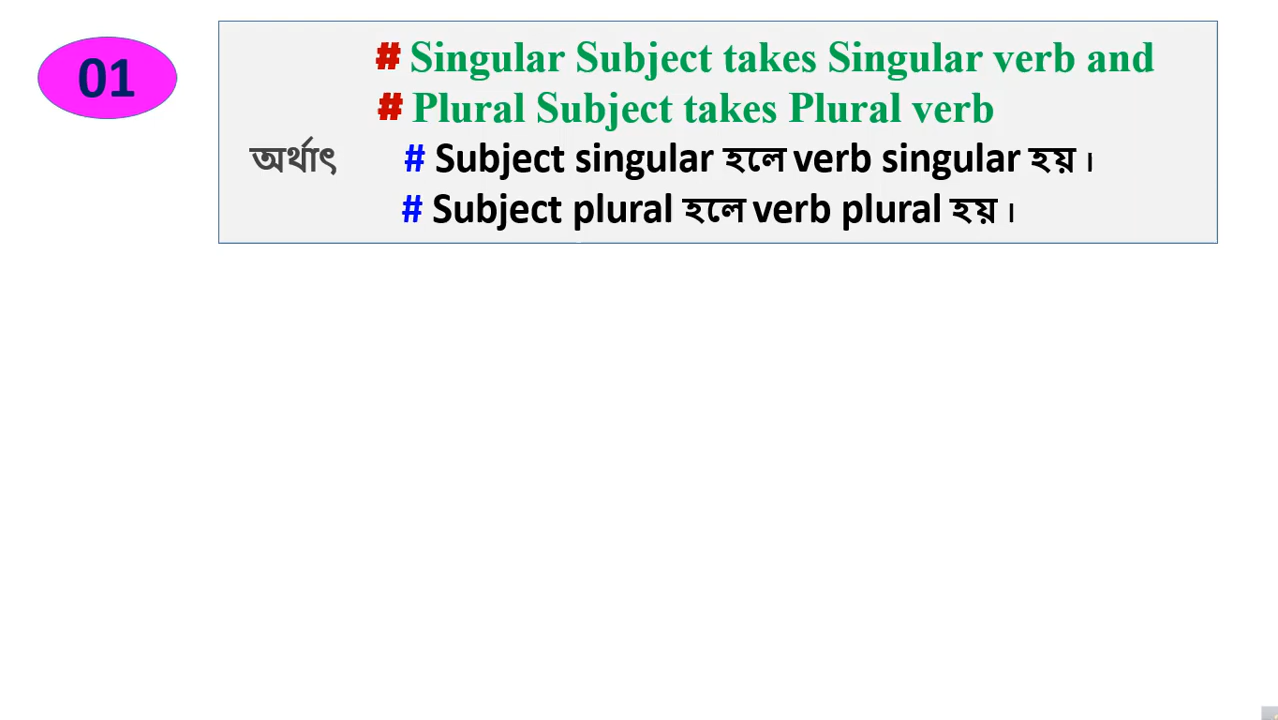 01
# Singular Subject takes Singular verb and
# Plural Subject takes Plural verb
অর্থাৎ # Subject singular হলে verb singular হয়।
# Subject plural হলে verb plural হয়।